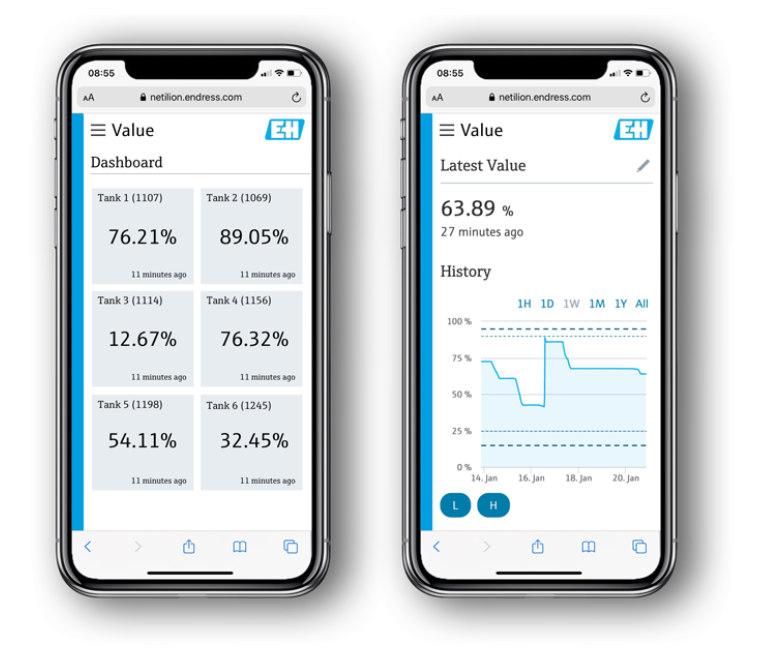 08:55
AA netilion.endress.com
Value
EH
Dashboard
Tank 1 (1107)
76.21%
11 minutes ago
Tank 2 (1069)
89.05%
11 minutes ago
Tank 3 (1114)
12.67%
11 minutes ago
Tank 4 (1156)
76.32%
11 minutes ago
Tank 5 (1198)
54.11%
11 minutes ago
Tank 6 (1245)
32.45%
11 minutes ago
08:55
AA netilion.endress.com
Value
EH
Latest Value
63.89 %
27 minutes ago
History
1H 1D 1W 1M 1Y All
100 %
75 %
50 %
25 %
0 %
14. Jan 16. Jan 18. Jan 20. Jan
L H